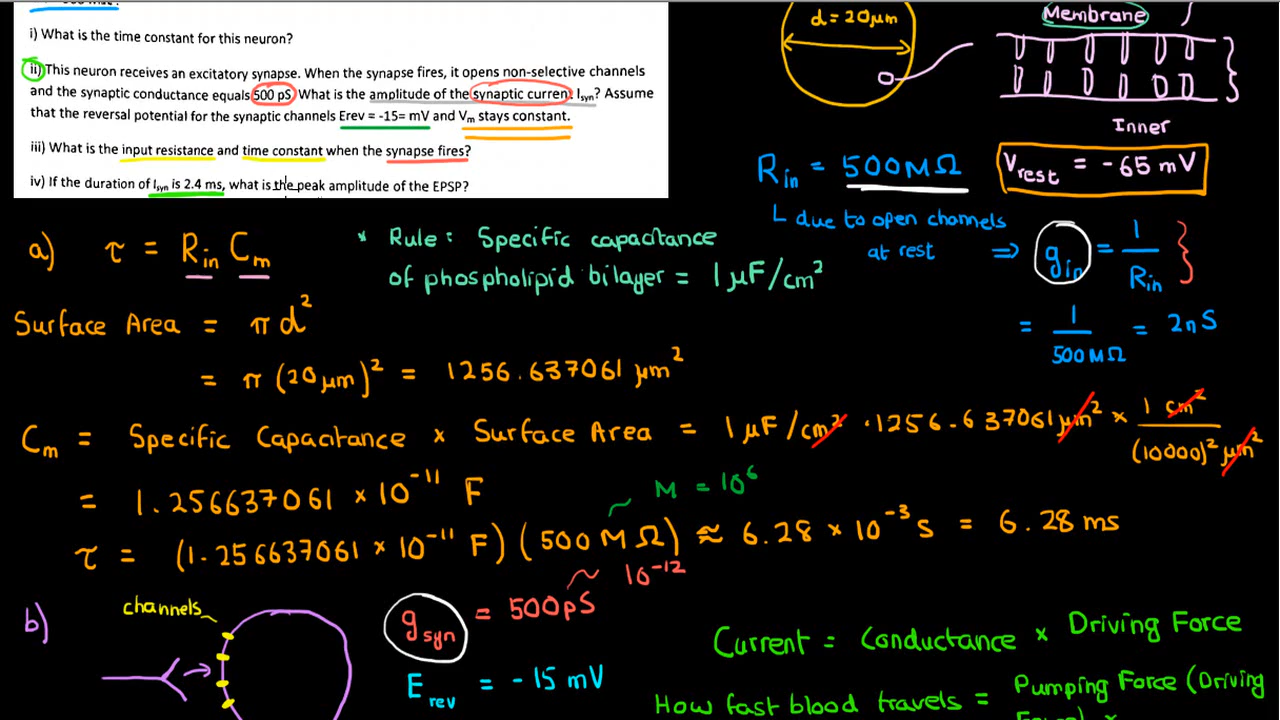 i) What is the time constant for this neuron?
ii) This neuron receives an excitatory synapse. When the synapse fires, it opens non-selective channels
and the synaptic conductance equals 500 pS. What is the amplitude of the synaptic current Isyn? Assume
that the reversal potential for the synaptic channels Erev = -15= mV and Vm stays constant.
iii) What is the input resistance and time constant when the synapse fires?
iv) If the duration of Isyn is 2.4 ms, what is the peak amplitude of the EPSP?
d = 20μm
Membrane
Inner
Rin = 500MΩ
Vrest = -65 mV
└ due to open channels
at rest
⇒ gin = 1/Rin
= 1/500MΩ = 2nS
a) τ = Rin Cm
* Rule: Specific capacitance
of phospholipid bilayer = 1μF/cm²
Surface Area = πd²
= π(20μm)² = 1256.637061 μm²
Cm = Specific Capacitance × Surface Area = 1μF/cm² · 1256.637061μm² × 1 cm²/(10000)² μm²
= 1.256637061 × 10⁻¹¹ F
~ M = 10⁶
τ = (1.256637061 × 10⁻¹¹ F)(500MΩ) ≈ 6.28 × 10⁻³ s = 6.28 ms
~ 10⁻¹²
b)
channels
gsyn = 500pS
Erev = -15 mV
Current = Conductance × Driving Force
How fast blood travels = Pumping Force (Driving